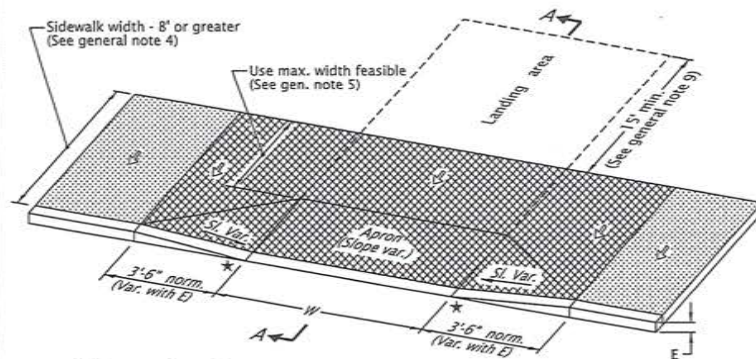 Sidewalk width - 8' or greater
(See general note 4)
Use max. width feasible
(See gen. note 5)
A
Landing area
15' min.
(See general note 9)
Sl. Var.
Apron
(Slope var.)
Sl. Var.
3'-6" norm.
(Var. with E)
W
3'-6" norm.
(Var. with E)
A
E